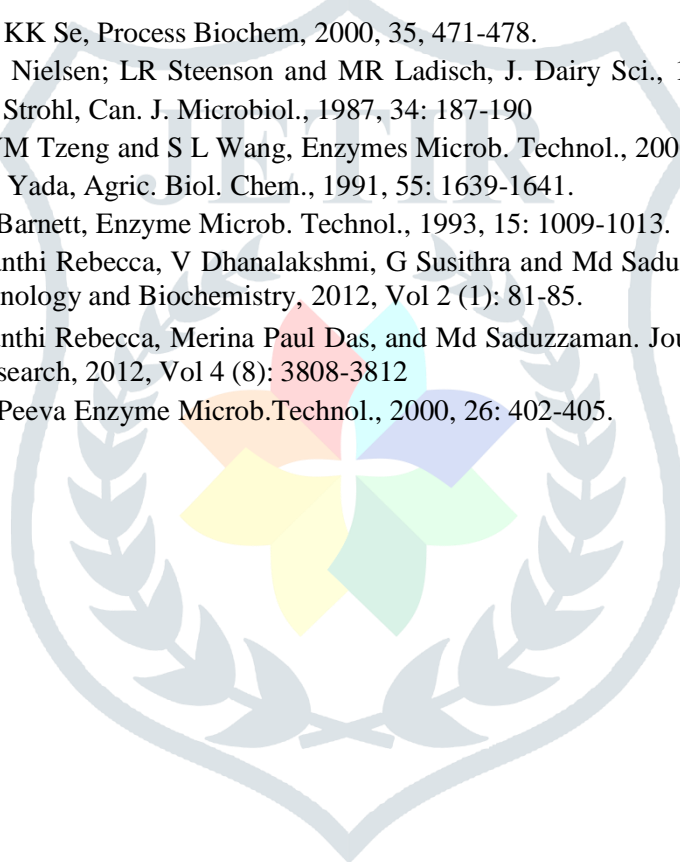 KK Se, Process Biochem, 2000, 35, 471-478.
Nielsen; LR Steenson and MR Ladisch, J. Dairy Sci.,
Strohl, Can. J. Microbiol., 1987, 34: 187-190
JETIR
YM Tzeng and S L Wang, Enzymes Microb. Technol.,
Yada, Agric. Biol. Chem., 1991, 55: 1639-1641.
Barnett, Enzyme Microb. Technol., 1993, 15: 1009-1013.
nthi Rebecca, V Dhanalakshmi, G Susithra and Md Sadu
nology and Biochemistry, 2012, Vol 2 (1): 81-85.
nthi Rebecca, Merina Paul Das, and Md Saduzzaman. Jou
search, 2012, Vol 4 (8): 3808-3812
Peeva Enzyme Microb.Technol., 2000, 26: 402-405.